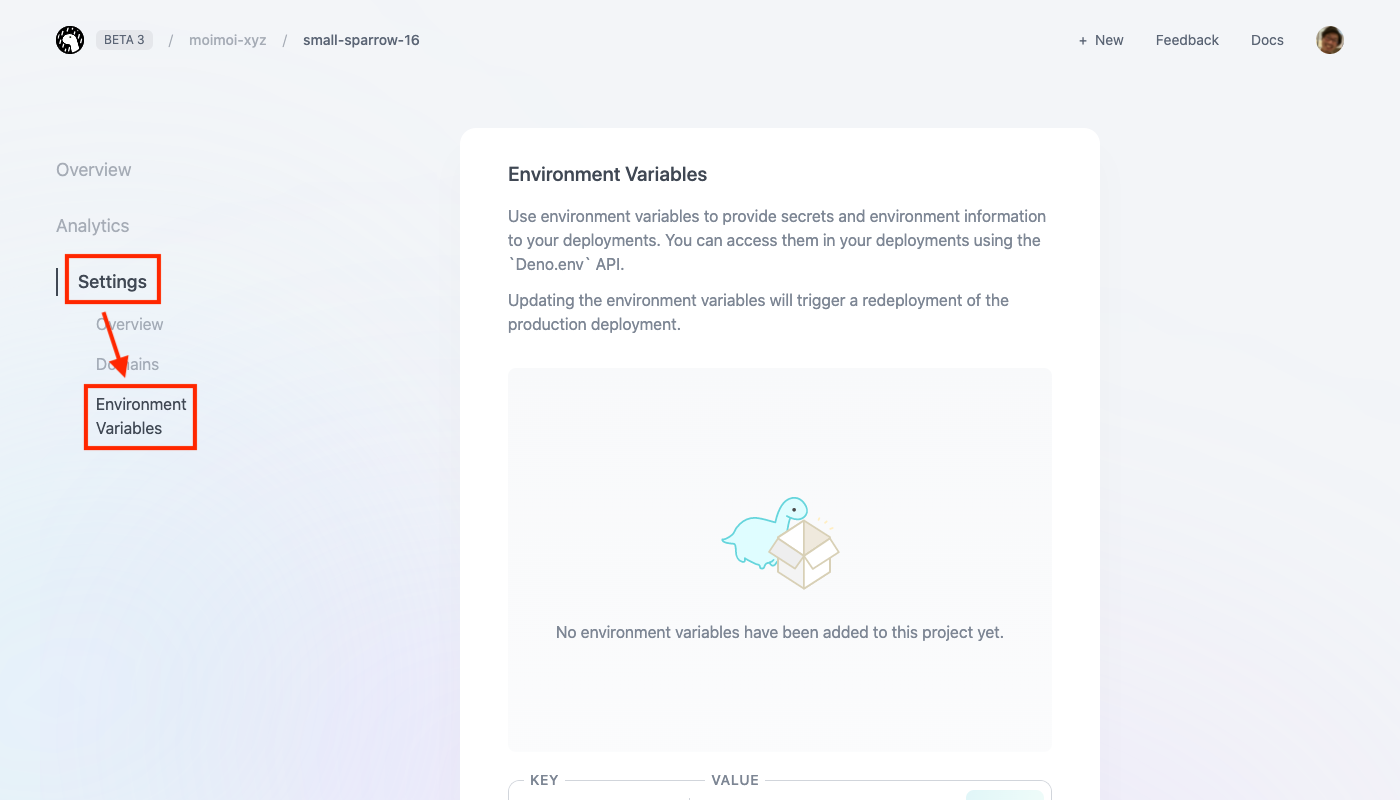 BETA 3 / moimoi-xyz / small-sparrow-16 + New Feedback Docs
Overview
Analytics
Settings
Overview
Domains
Environment
Variables
Environment Variables
Use environment variables to provide secrets and environment information
to your deployments. You can access them in your deployments using the
`Deno.env` API.
Updating the environment variables will trigger a redeployment of the
production deployment.
No environment variables have been added to this project yet.
KEY VALUE